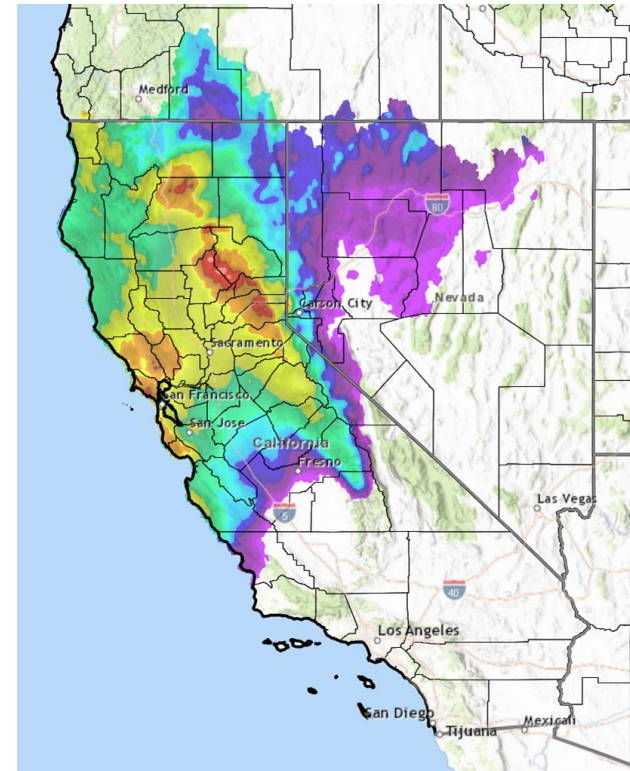 Medford
80
Carson City
Nevada
Sacramento
San Francisco
San Jose
California
Fresno
5
Las Vegas
40
Los Angeles
San Diego
Tijuana
Mexicali